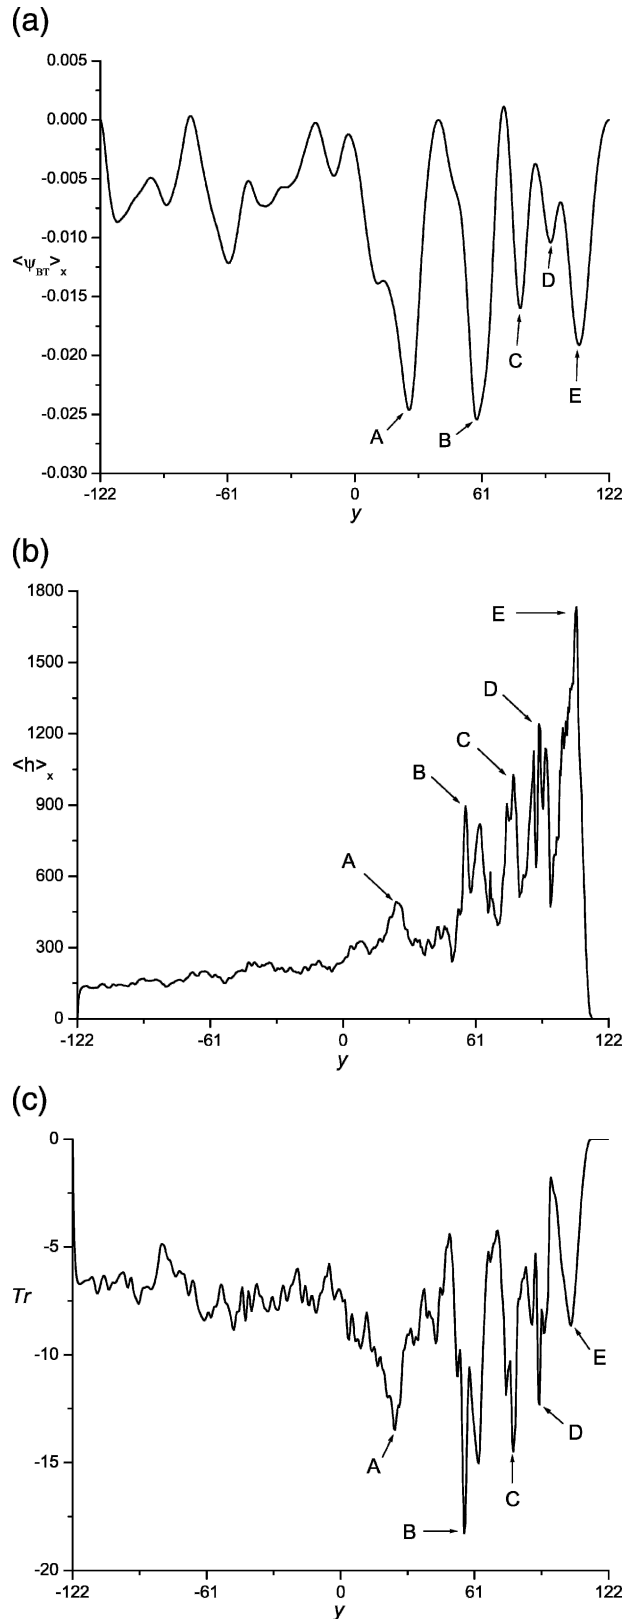 (a)
0.005
0.000
-0.005
-0.010
<ψBT>x
-0.015
-0.020
-0.025
-0.030
A
B
C
D
E
-122
-61
0
61
122
y
(b)
1800
1500
1200
<h>x
900
600
300
0
A
B
C
D
E
-122
-61
0
61
122
y
(c)
0
-5
Tr
-10
-15
-20
A
B
C
D
E
-122
-61
0
61
122
y